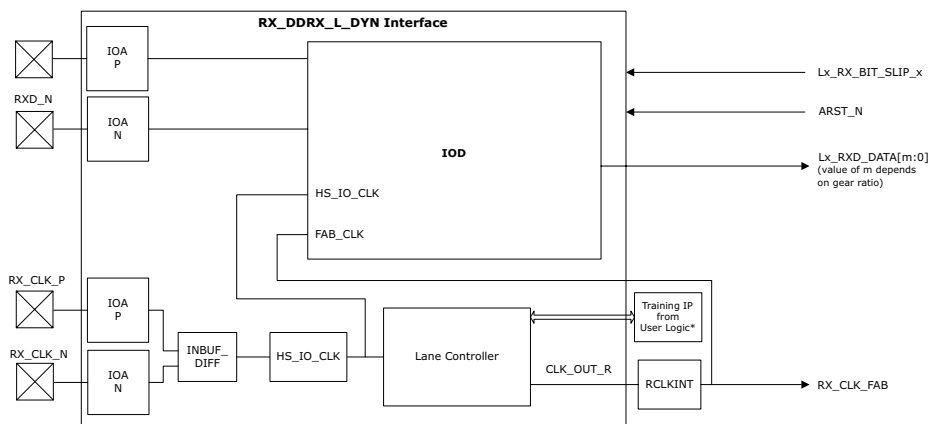 RX_DDRX_L_DYN Interface
IOA
P
RXD_N
IOA
N
IOD
HS_IO_CLK
FAB_CLK
Lx_RX_BIT_SLIP_x
ARST_N
Lx_RXD_DATA[m:0]
(value of m depends
on gear ratio)
RX_CLK_P
IOA
P
RX_CLK_N
IOA
N
INBUF_
DIFF
HS_IO_CLK
Lane Controller
Training IP
from
User Logic*
CLK_OUT_R
RCLKINT
RX_CLK_FAB